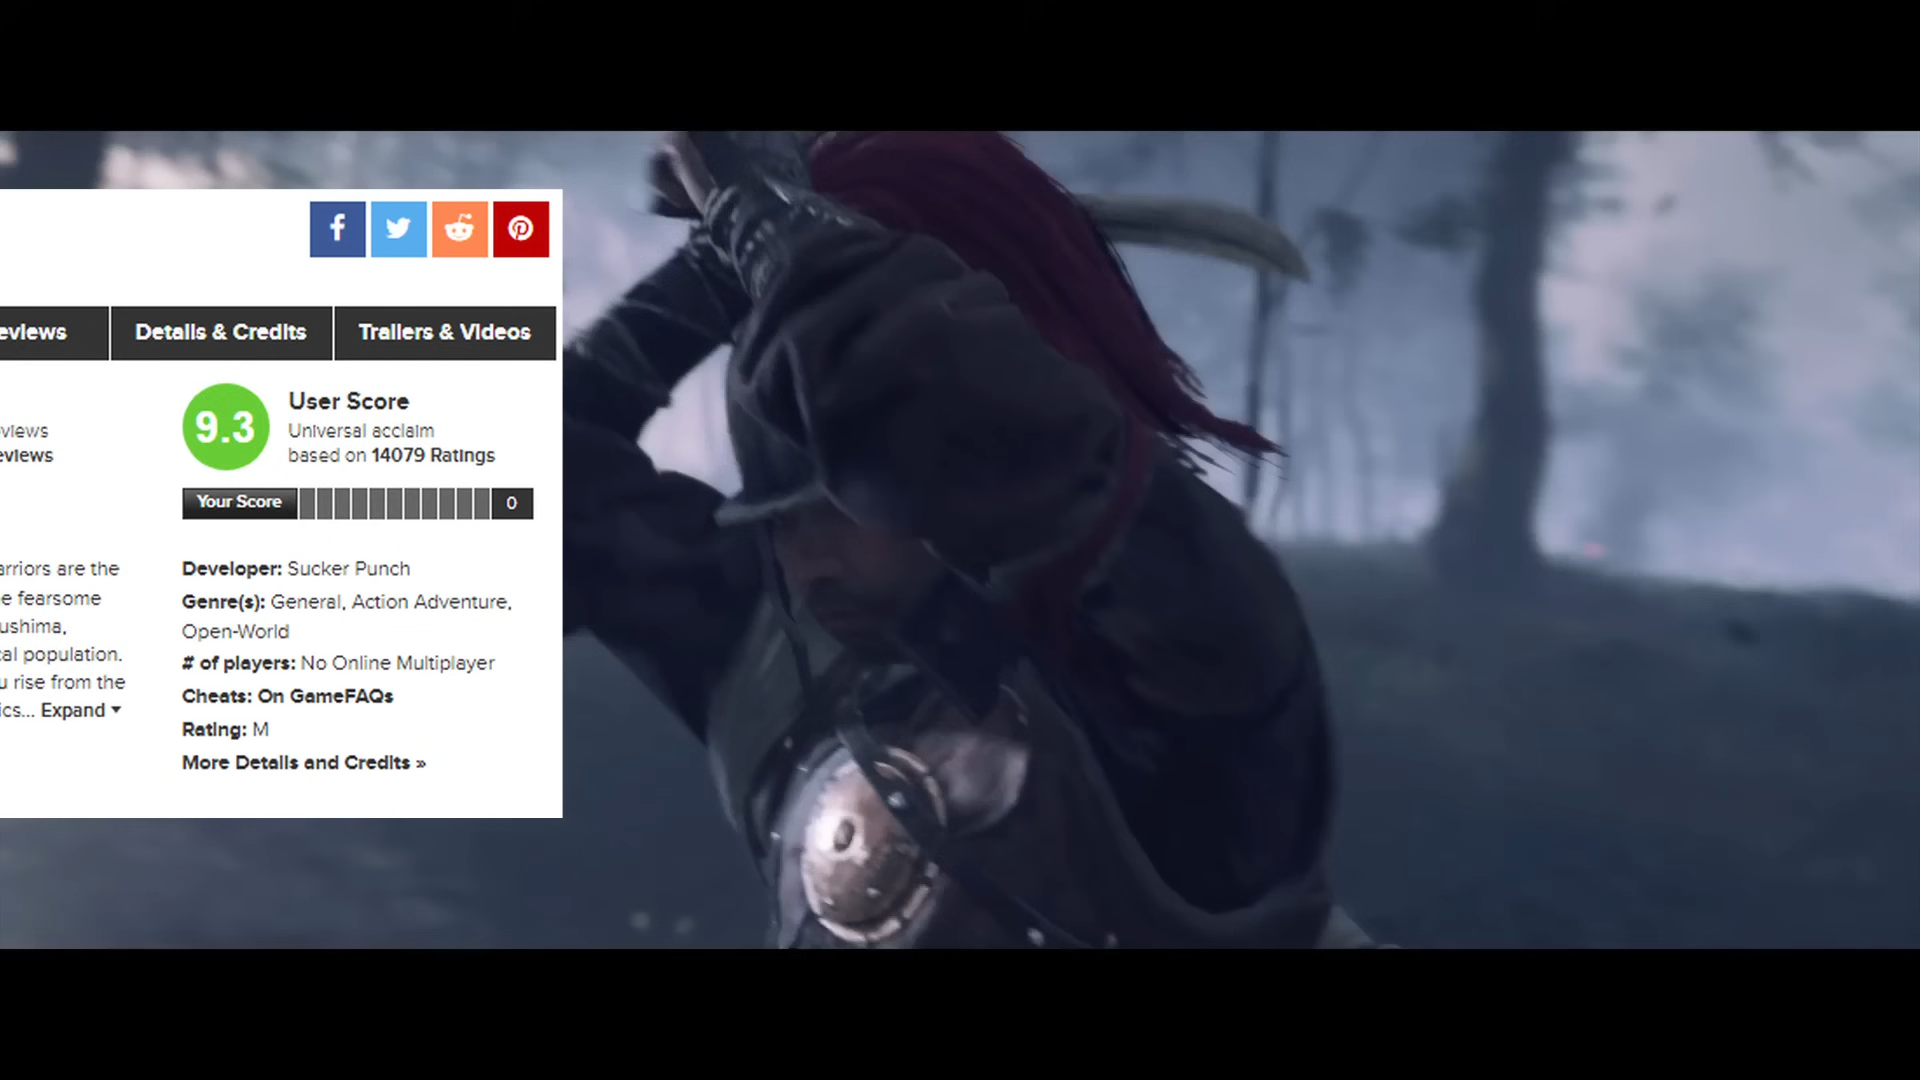 eviews Details & Credits Trailers & Videos
9.3 User Score
Universal acclaim
based on 14079 Ratings
views
eviews
Your Score 0
arriors are the
e fearsome
ushima,
cal population.
u rise from the
ics... Expand
Developer: Sucker Punch
Genre(s): General, Action Adventure,
Open-World
# of players: No Online Multiplayer
Cheats: On GameFAQs
Rating: M
More Details and Credits »